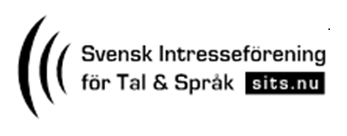 Svensk Intresseförening
för Tal & Språk sits.nu